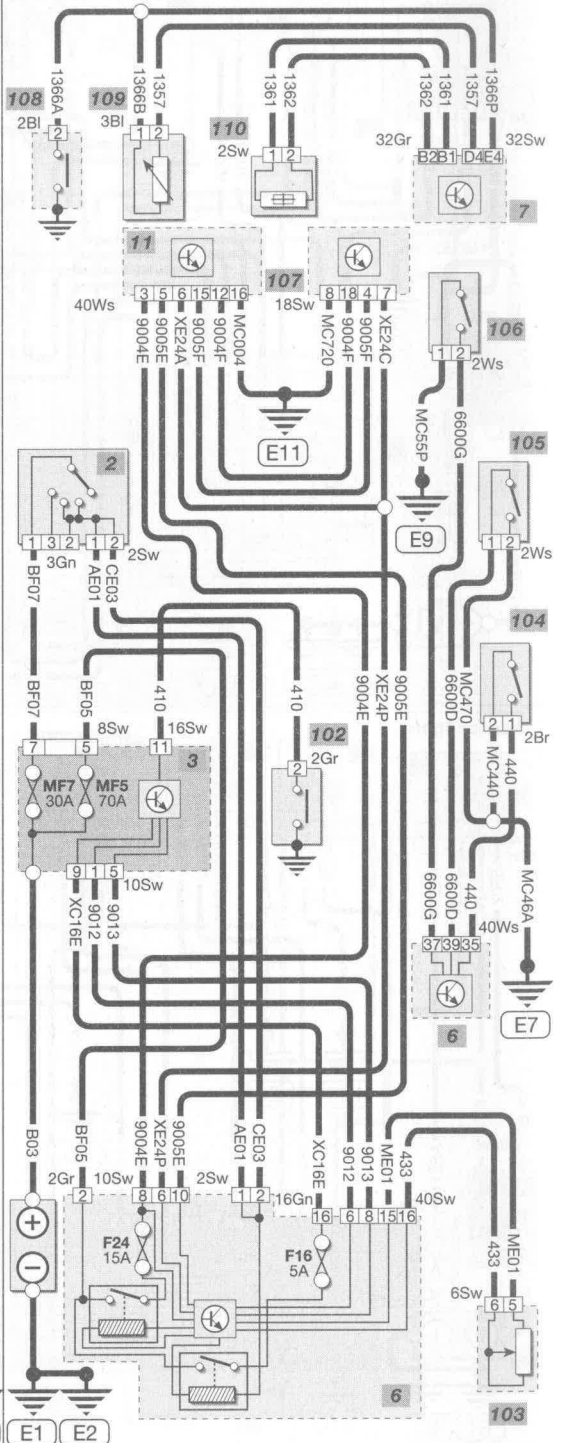 1366A
1366B
1357
1361
1362
1362
1361
1357
1366P
108
109
110
2Bl
3Bl
2Sw
32Gr
32Sw
2
1 2
1 2
B2 B1 D4 E4
7
11
107
40Ws
18Sw
3 5 6 15 12 16
8 18 4 7
9004E
9005E
XE24A
9005F
9004F
MC004
MC720
9004F
9005F
XE24C
106
1 2
2Ws
E11
MC55P
6600G
E9
105
1 2
2Ws
2
1 3 2
1 2
3Gn
2Sw
BF07
AE01
CE03
104
2 1
2Br
BF07
BF05
410
410
9004E
XE24P
9005E
MC470
6600D
MC440
440
8Sw
16Sw
102
2
2Gr
7 5 11
3
MF7
30A
MF5
70A
9 1 5
10Sw
XC16E
9012
9013
6600G
6600D
440
MC46A
40Ws
37 39 35
6
E7
B03
BF05
9004E
XE24P
9005E
AE01
CE03
XC16E
9012
9013
ME01
433
2Gr
10Sw
2Sw
16Gn
40Sw
2
8 6 10
1 2
16
6 8 15 16
F24
15A
F16
5A
433
ME01
6Sw
6 5
6
103
E1
E2